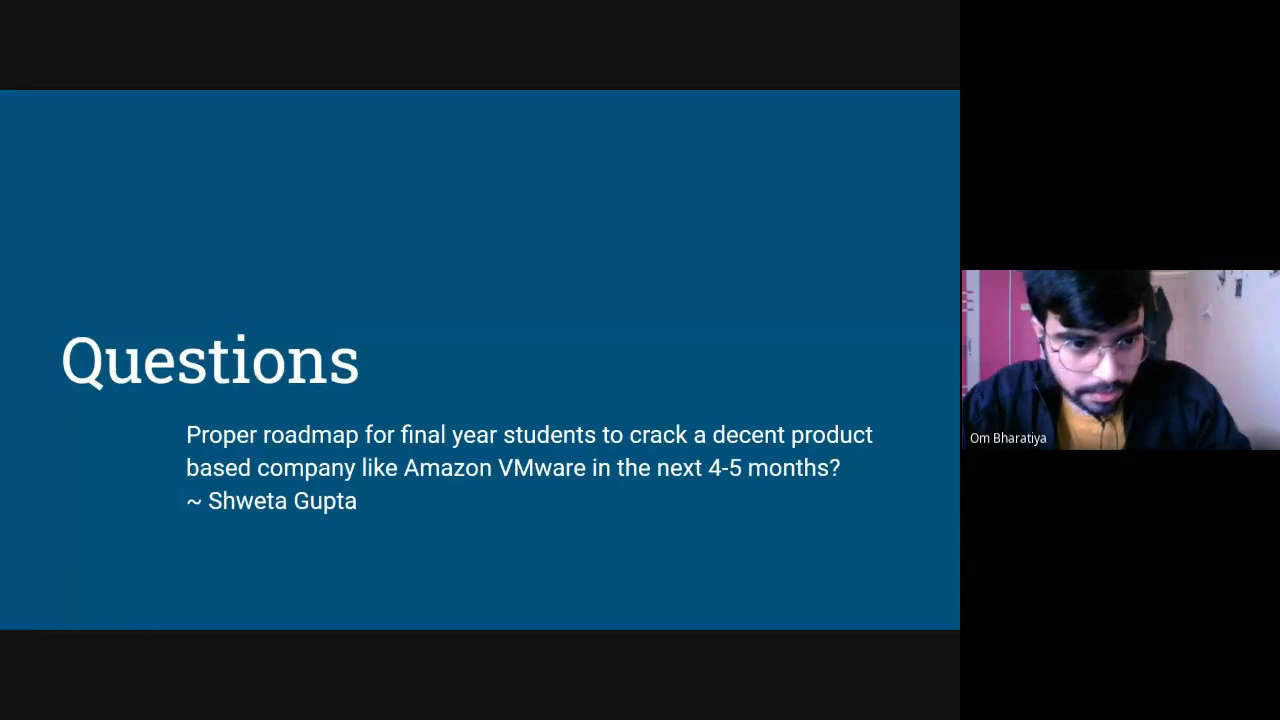 Questions
Proper roadmap for final year students to crack a decent product
based company like Amazon VMware in the next 4-5 months?
~ Shweta Gupta
Om Bharatiya